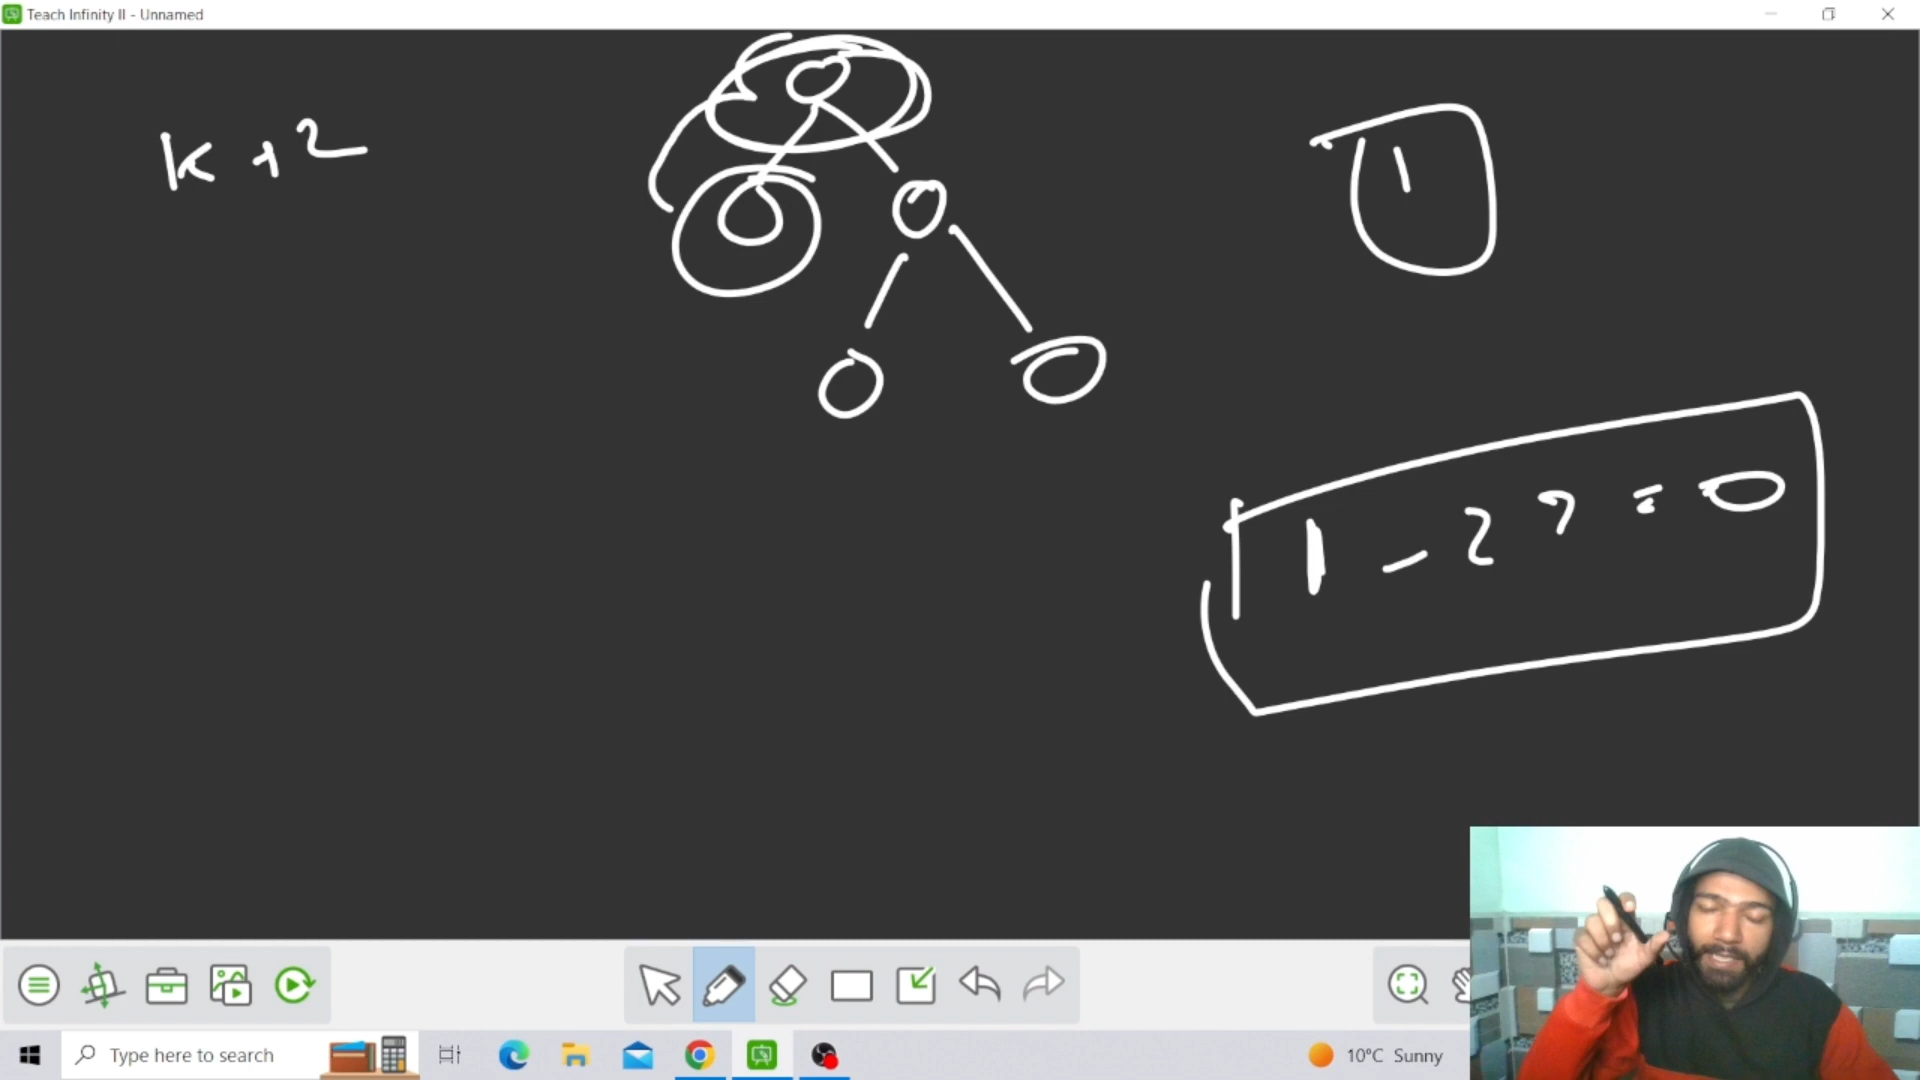 Teach Infinity II - Unnamed
k+2
1
1 - 2 ? = 0
Type here to search
10°C Sunny